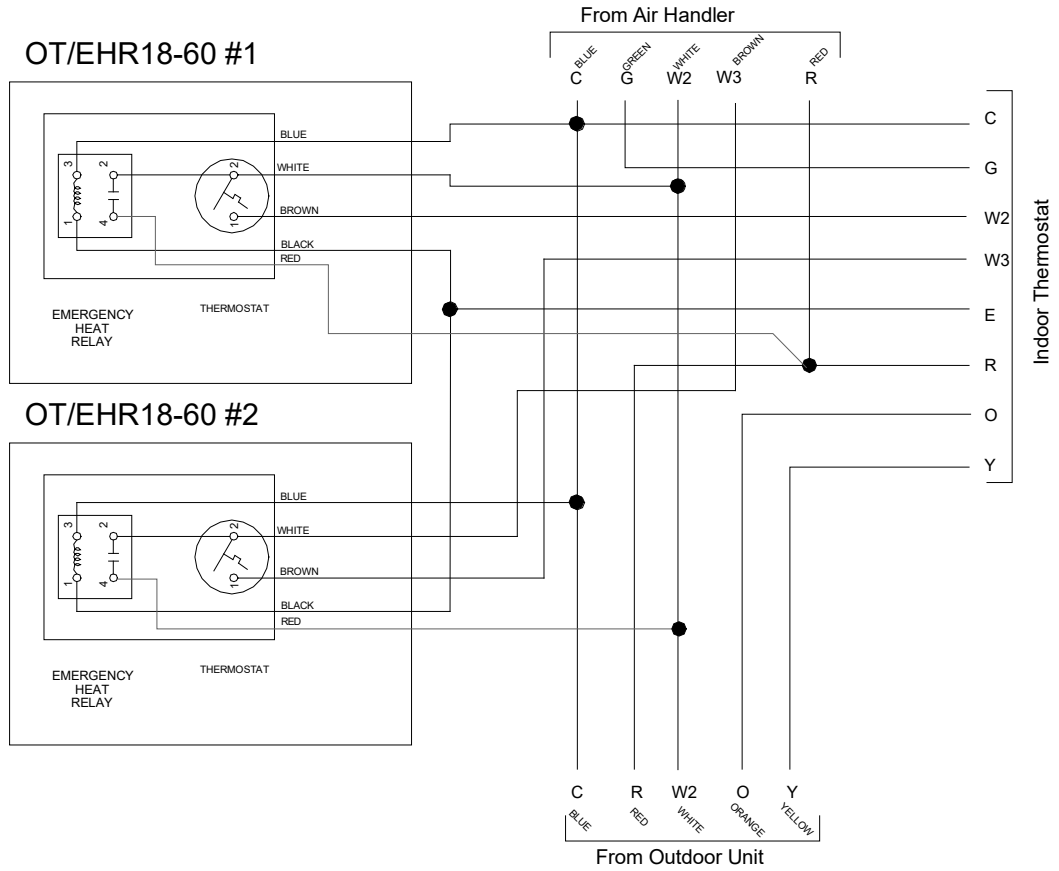 From Air Handler
BLUE
GREEN
WHITE
BROWN
RED
C G W2 W3 R
OT/EHR18-60 #1
BLUE
WHITE
BROWN
BLACK
RED
3 2
1 4
2
1
EMERGENCY
HEAT
RELAY
THERMOSTAT
C
G
W2
W3
E
R
O
Y
Indoor Thermostat
OT/EHR18-60 #2
BLUE
WHITE
BROWN
BLACK
RED
3 2
1 4
2
1
EMERGENCY
HEAT
RELAY
THERMOSTAT
C R W2 O Y
BLUE
RED
WHITE
ORANGE
YELLOW
From Outdoor Unit